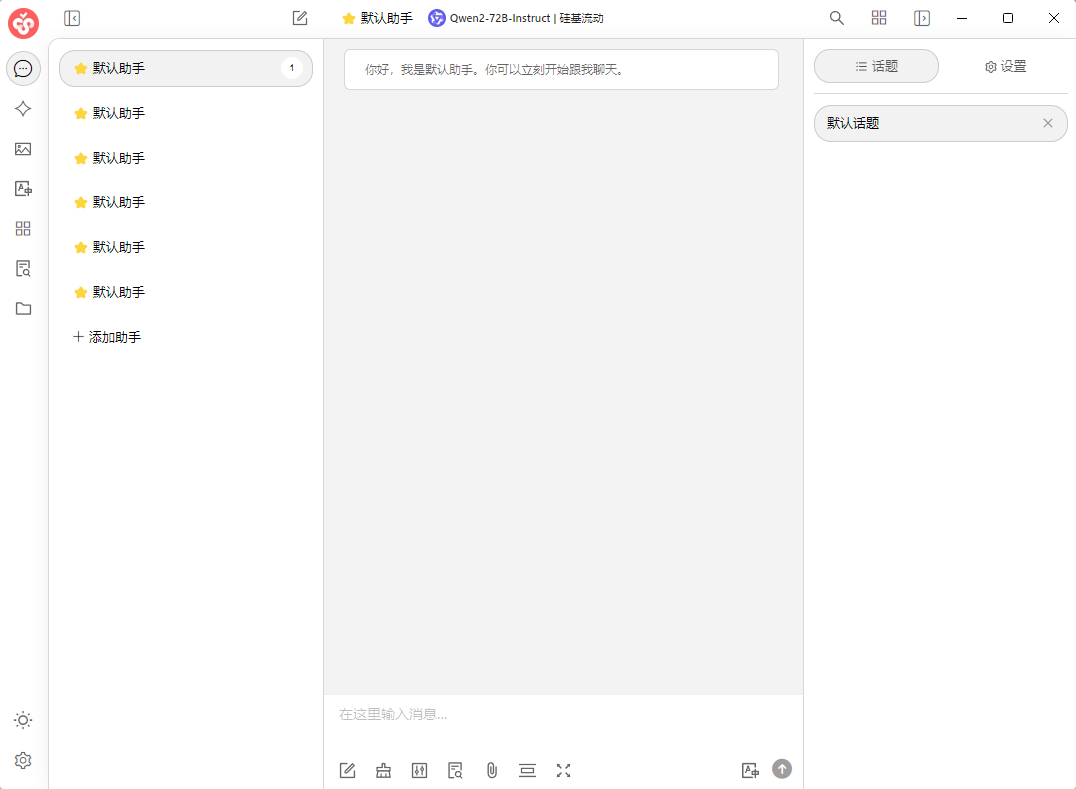 默认助手
Qwen2-72B-Instruct | 硅基流动
默认助手
1
默认助手
默认助手
默认助手
默认助手
默认助手
添加助手
你好，我是默认助手。你可以立刻开始跟我聊天。
在这里输入消息...
话题
设置
默认话题